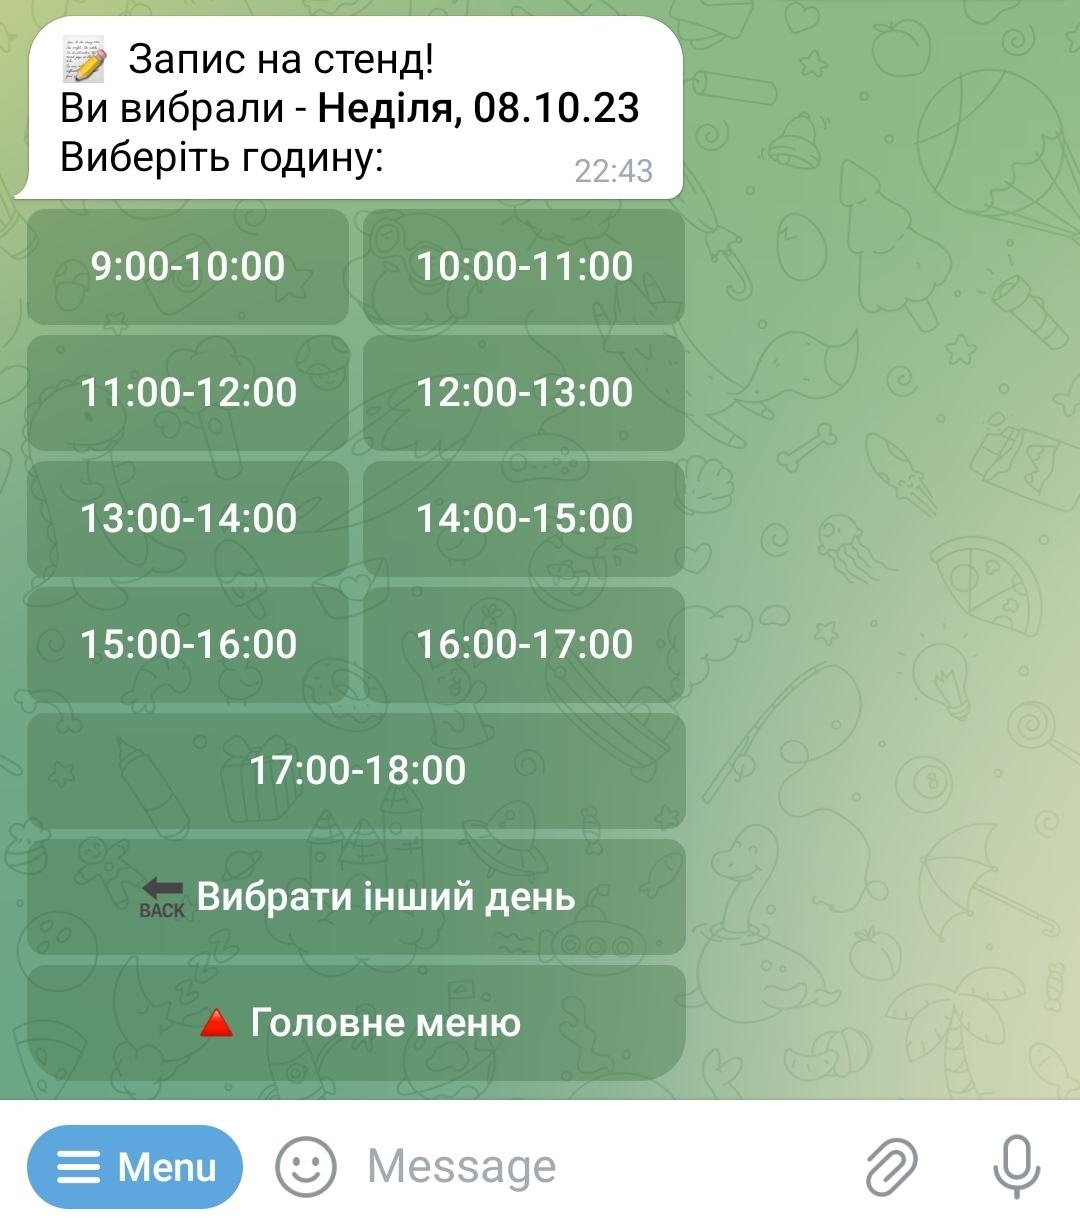 Запис на стенд!
Ви вибрали - Неділя, 08.10.23
Виберіть годину:
22:43
9:00-10:00
10:00-11:00
11:00-12:00
12:00-13:00
13:00-14:00
14:00-15:00
15:00-16:00
16:00-17:00
17:00-18:00
BACK Вибрати інший день
Головне меню
Menu
Message